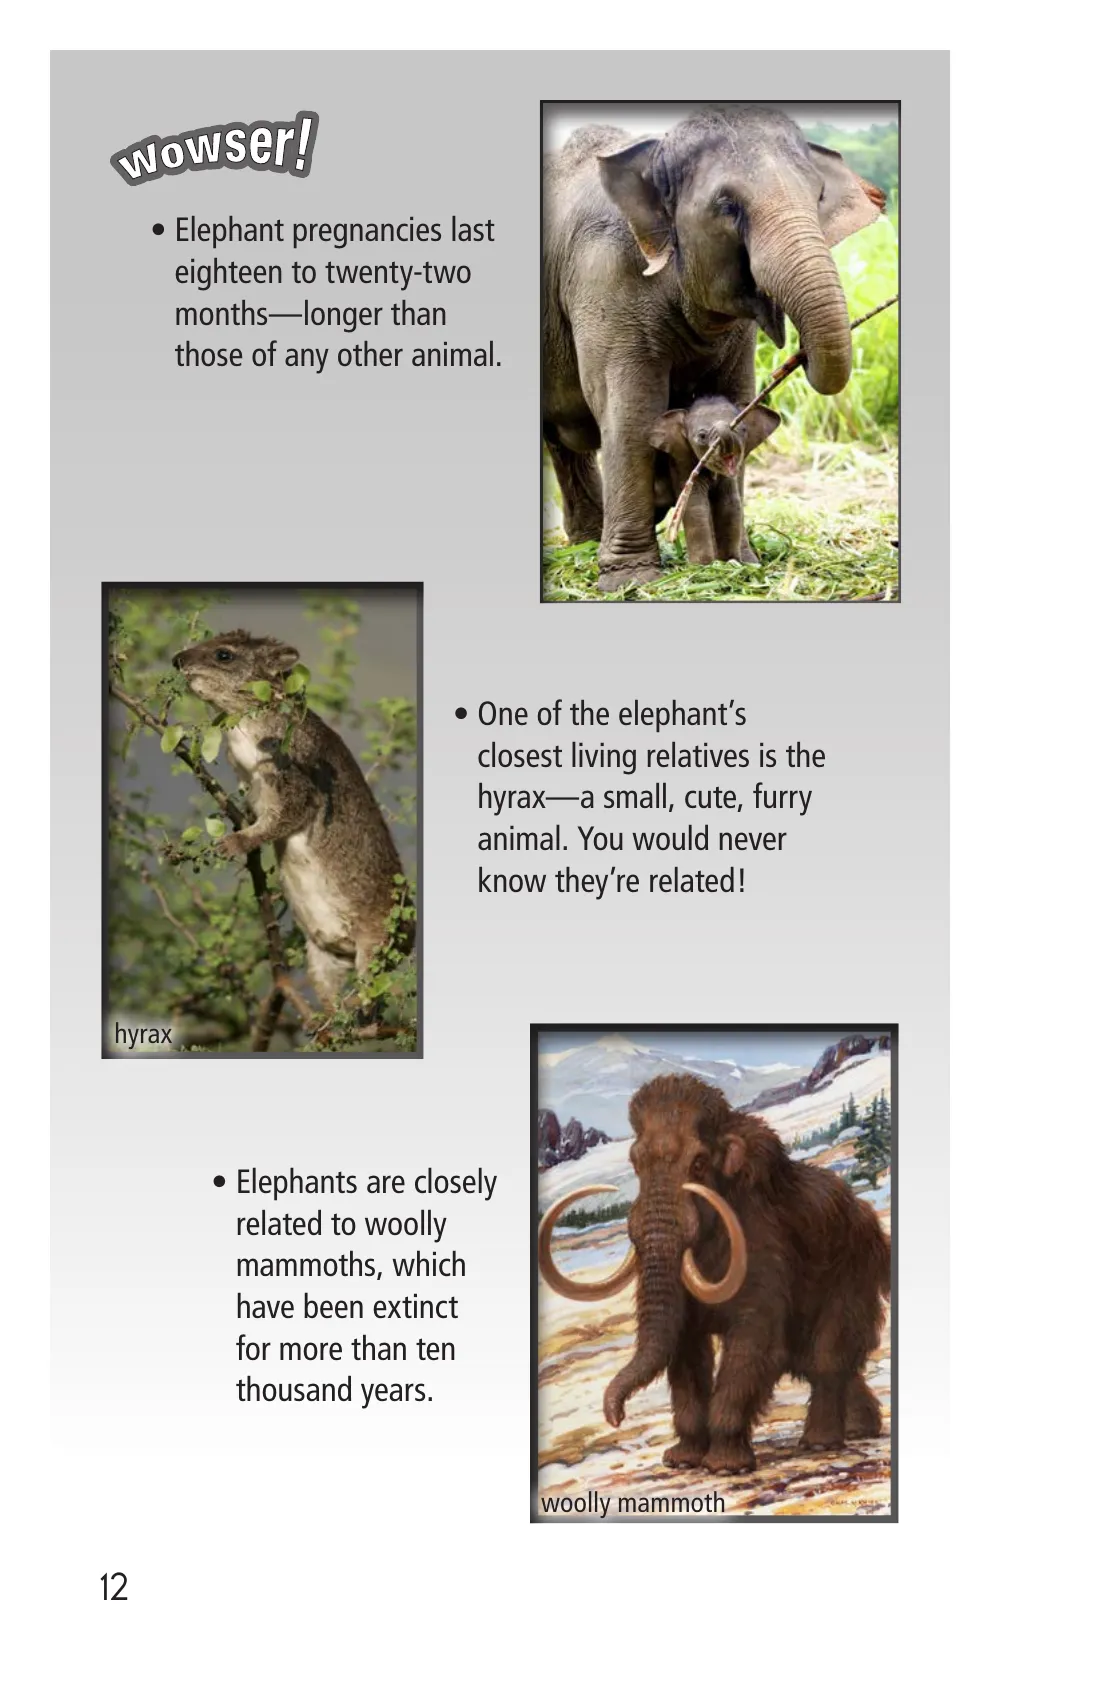 wowser!
• Elephant pregnancies last
eighteen to twenty-two
months—longer than
those of any other animal.
• One of the elephant’s
closest living relatives is the
hyrax—a small, cute, furry
animal. You would never
know they’re related!
hyrax
• Elephants are closely
related to woolly
mammoths, which
have been extinct
for more than ten
thousand years.
woolly mammoth
12